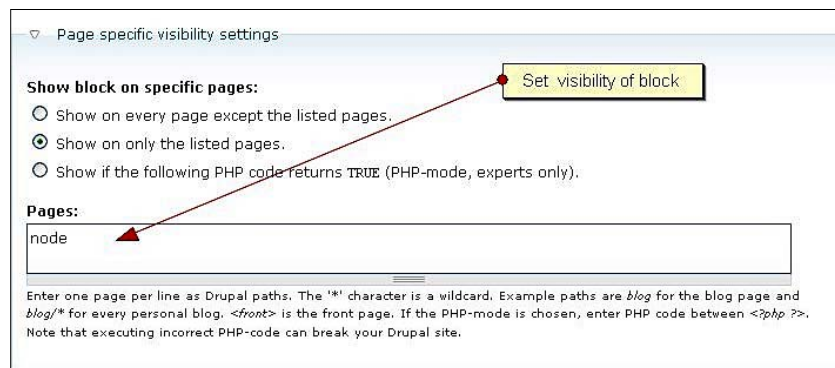 Page specific visibility settings
Set visibility of block
Show block on specific pages:
Show on every page except the listed pages.
Show on only the listed pages.
Show if the following PHP code returns TRUE (PHP-mode, experts only).
Pages:
node
Enter one page per line as Drupal paths. The '*' character is a wildcard. Example paths are blog for the blog page and
blog/* for every personal blog. <front> is the front page. If the PHP-mode is chosen, enter PHP code between <?php ?>.
Note that executing incorrect PHP-code can break your Drupal site.